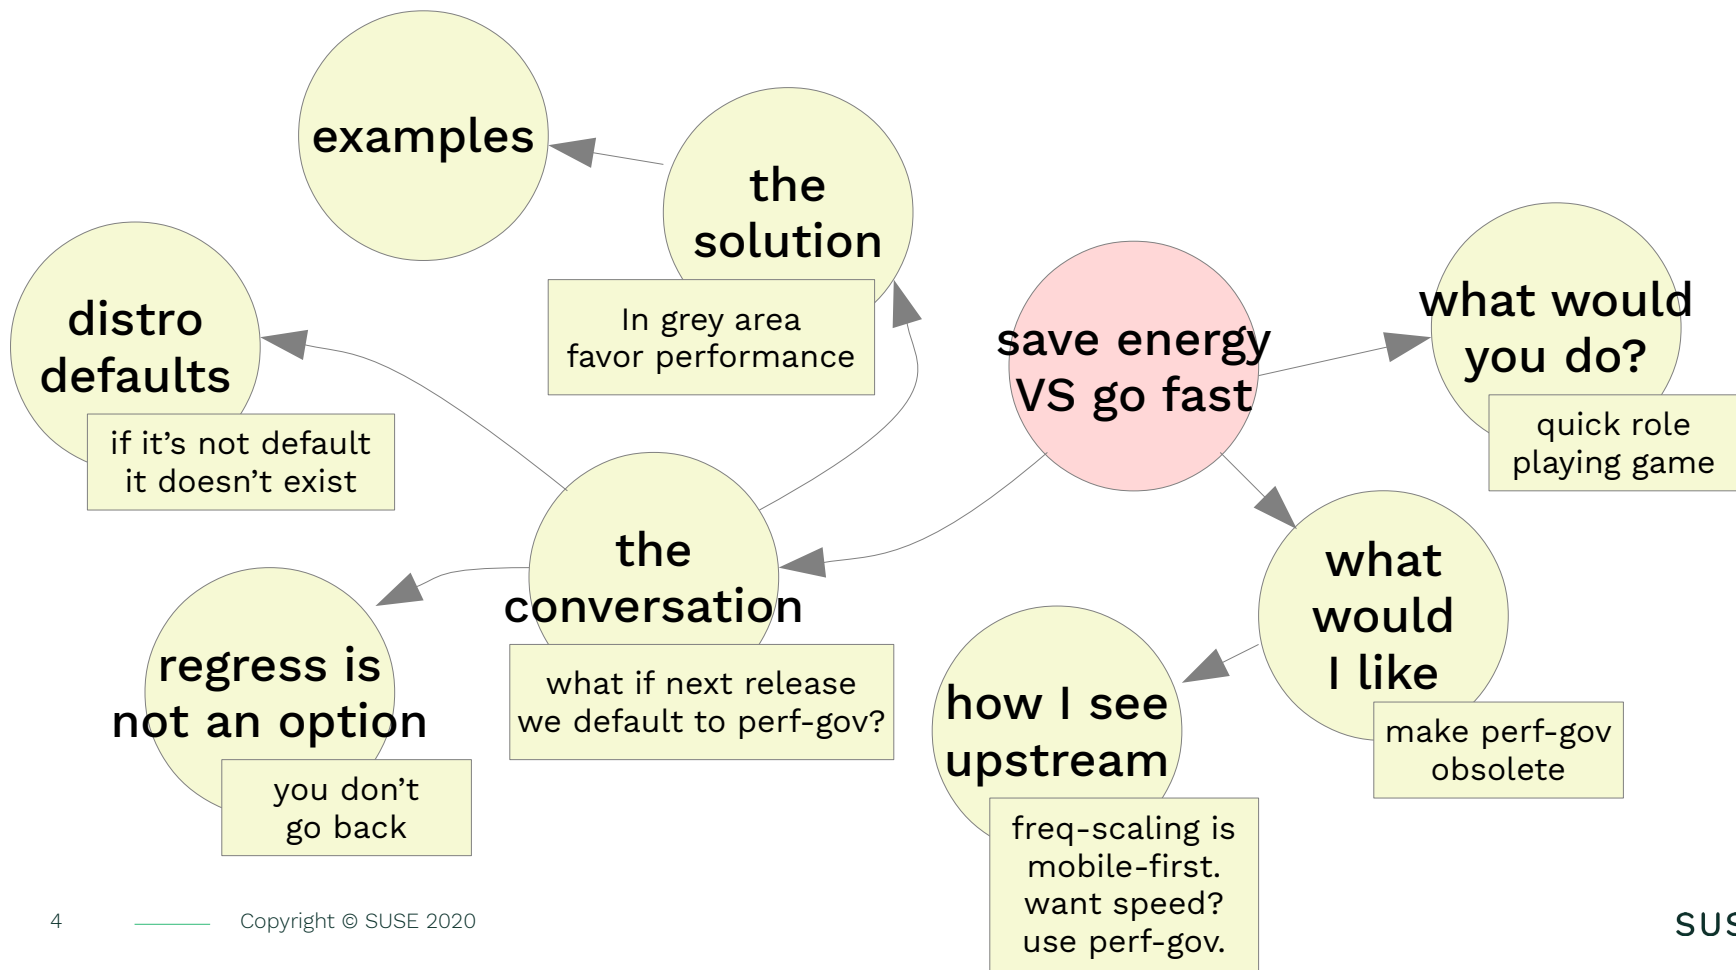 examples
the
solution
In grey area
favor performance
distro
defaults
if it's not default
it doesn't exist
save energy
VS go fast
what would
you do?
quick role
playing game
the
conversation
what if next release
we default to perf-gov?
regress is
not an option
you don't
go back
what
would
I like
make perf-gov
obsolete
how I see
upstream
freq-scaling is
mobile-first.
want speed?
use perf-gov.
4
Copyright © SUSE 2020
SUS